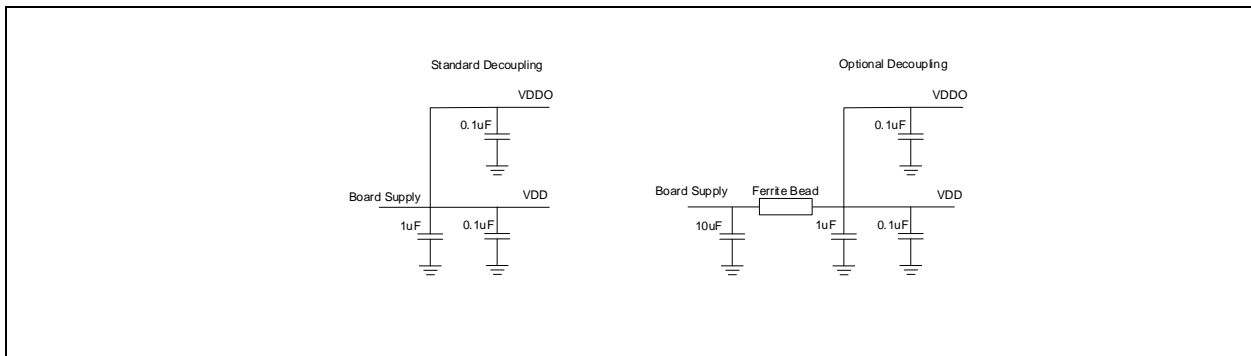 Standard Decoupling
VDDO
0.1uF
Board Supply
VDD
1uF
0.1uF
Optional Decoupling
VDDO
0.1uF
Board Supply
Ferrite Bead
VDD
10uF
1uF
0.1uF